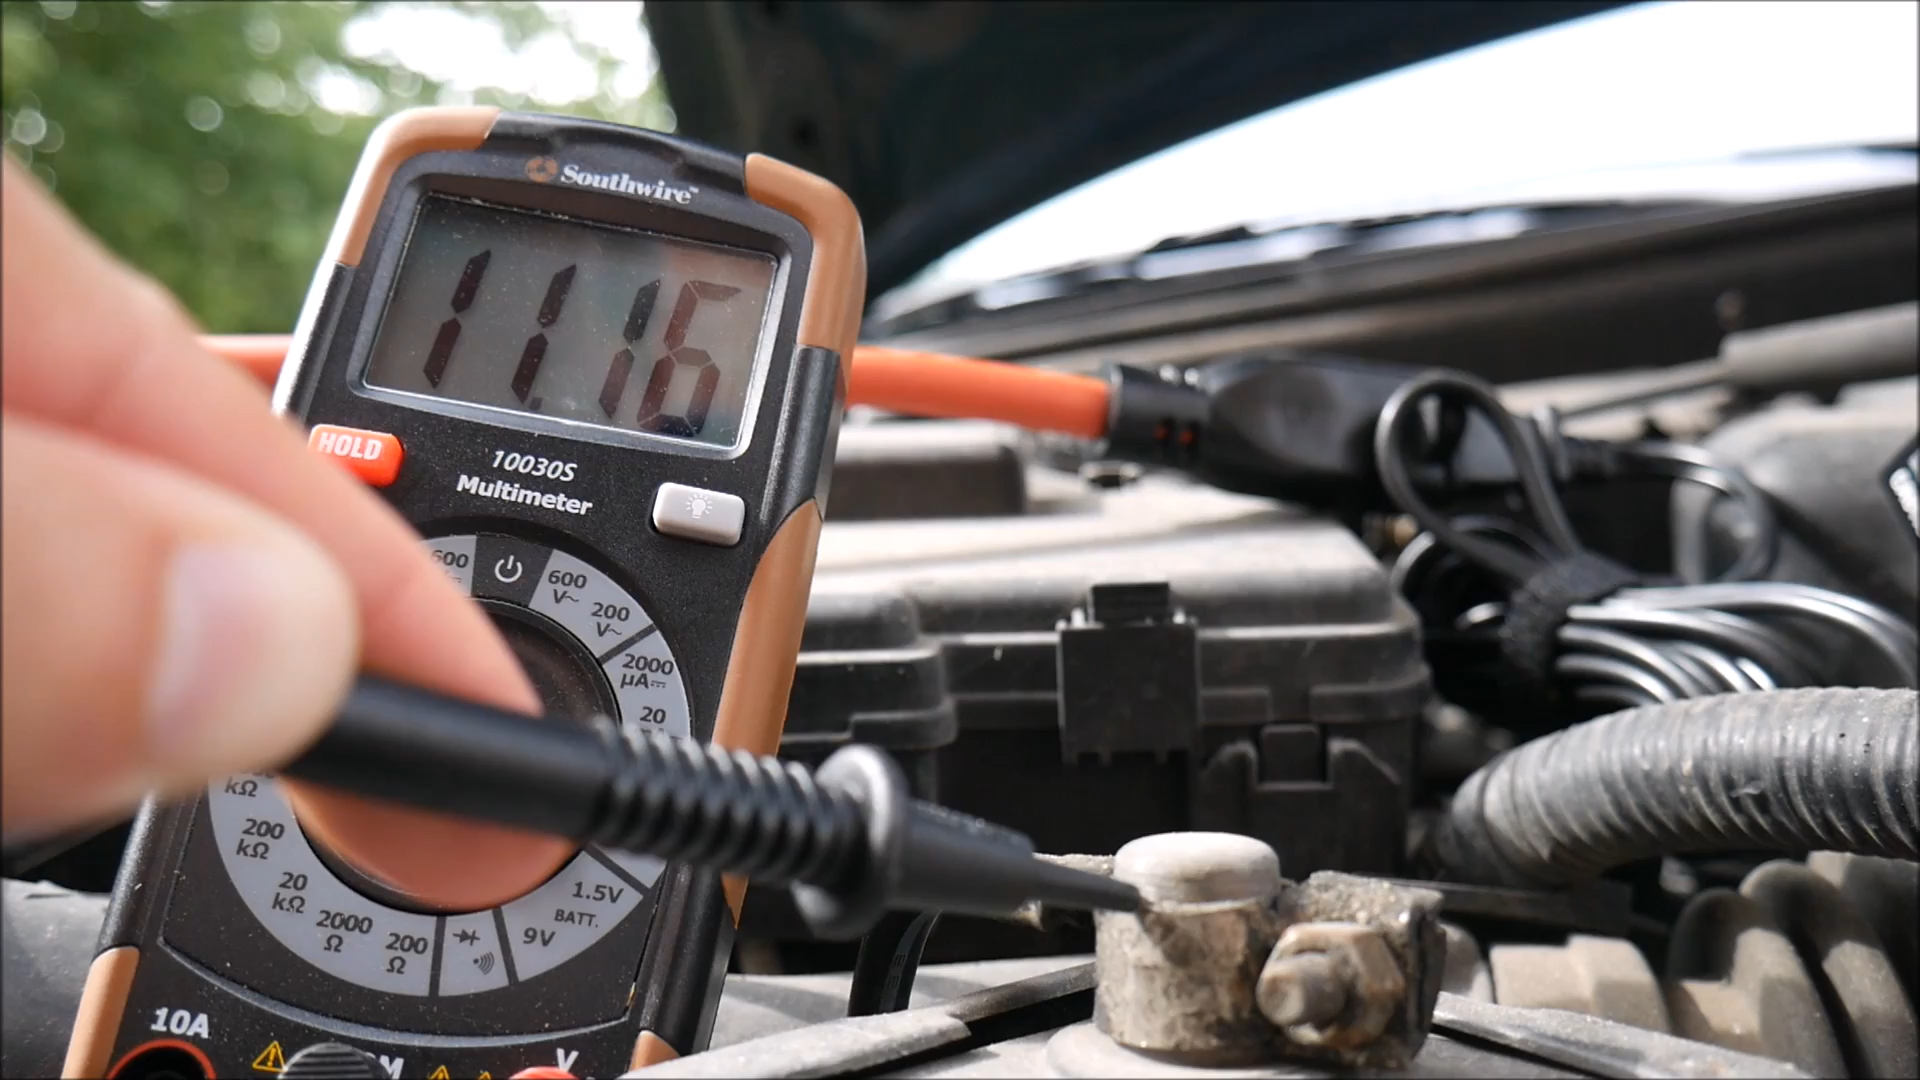 Southwire™
11.16
HOLD
10030S
Multimeter
600
600
V~
200
V~
2000
µA
20
kΩ
200
kΩ
20
kΩ
2000
Ω
200
Ω
1.5V
BATT.
9V
10A
V